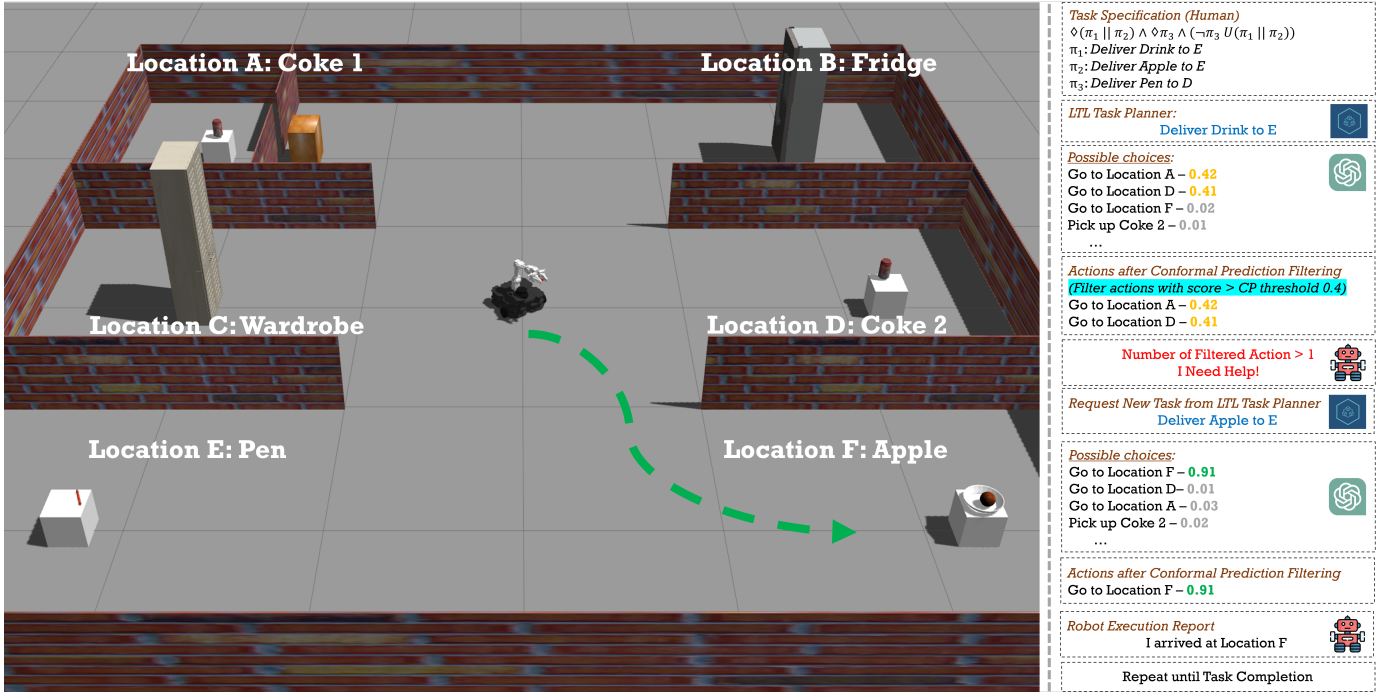 Location A: Coke 1
Location B: Fridge
Location C: Wardrobe
Location D: Coke 2
Location E: Pen
Location F: Apple
Task Specification (Human)
◊(π₁ || π₂) ∧ ◊π₃ ∧ (¬π₃ U(π₁ || π₂))
π₁: Deliver Drink to E
π₂: Deliver Apple to E
π₃: Deliver Pen to D
LTL Task Planner:
Deliver Drink to E
Possible choices:
Go to Location A – 0.42
Go to Location D – 0.41
Go to Location F – 0.02
Pick up Coke 2 – 0.01
...
Actions after Conformal Prediction Filtering
(Filter actions with score > CP threshold 0.4)
Go to Location A – 0.42
Go to Location D – 0.41
Number of Filtered Action > 1
I Need Help!
Request New Task from LTL Task Planner
Deliver Apple to E
Possible choices:
Go to Location F – 0.91
Go to Location D– 0.01
Go to Location A – 0.03
Pick up Coke 2 – 0.02
...
Actions after Conformal Prediction Filtering
Go to Location F – 0.91
Robot Execution Report
I arrived at Location F
Repeat until Task Completion